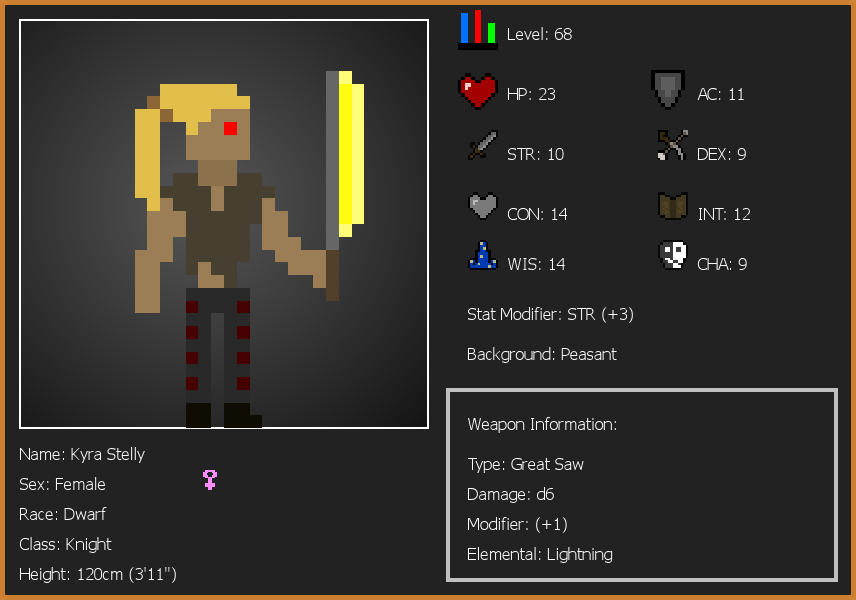 Level: 68
HP: 23
AC: 11
STR: 10
DEX: 9
CON: 14
INT: 12
WIS: 14
CHA: 9
Stat Modifier: STR (+3)
Background: Peasant
Weapon Information:
Type: Great Saw
Damage: d6
Modifier: (+1)
Elemental: Lightning
Name: Kyra Stelly
Sex: Female
Race: Dwarf
Class: Knight
Height: 120cm (3'11")